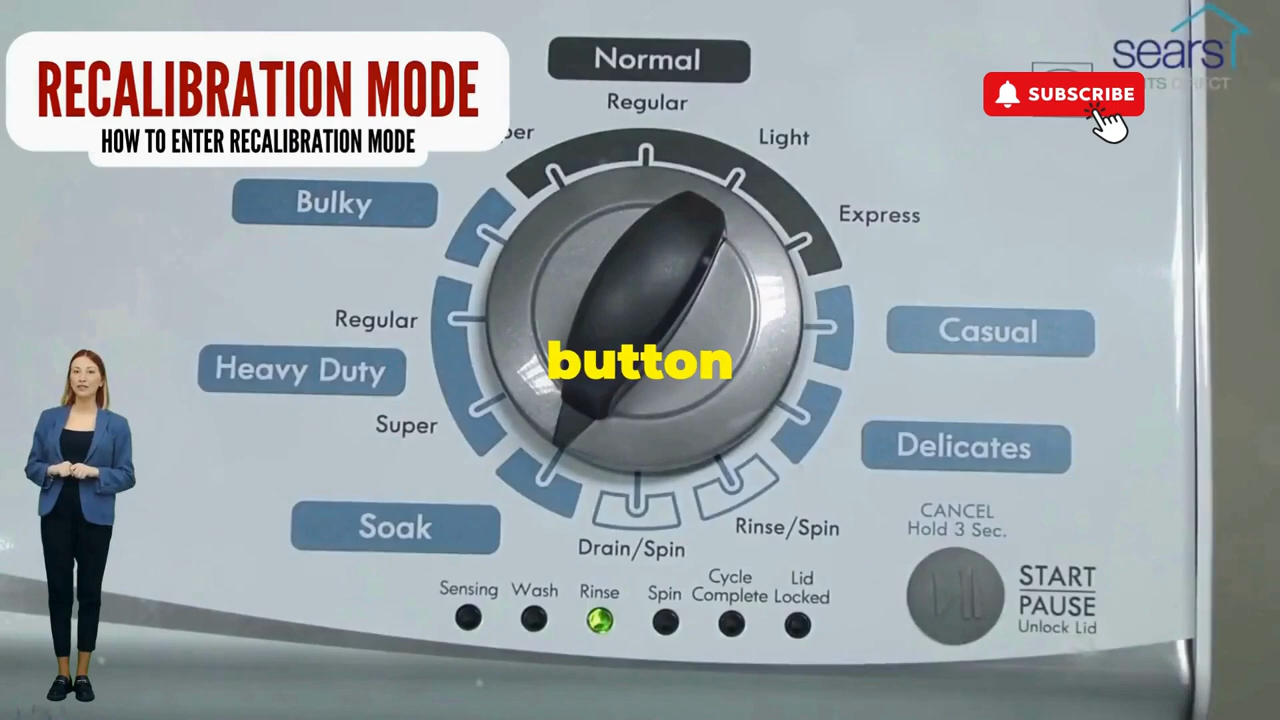 RECALIBRATION MODE
HOW TO ENTER RECALIBRATION MODE
sears
SUBSCRIBE
Normal
Regular
Light
Express
Bulky
Regular
Heavy Duty
Super
button
Casual
Delicates
Soak
Rinse/Spin
Drain/Spin
CANCEL
Hold 3 Sec.
Sensing
Wash
Rinse
Spin
Cycle
Complete
Lid
Locked
START
PAUSE
Unlock Lid